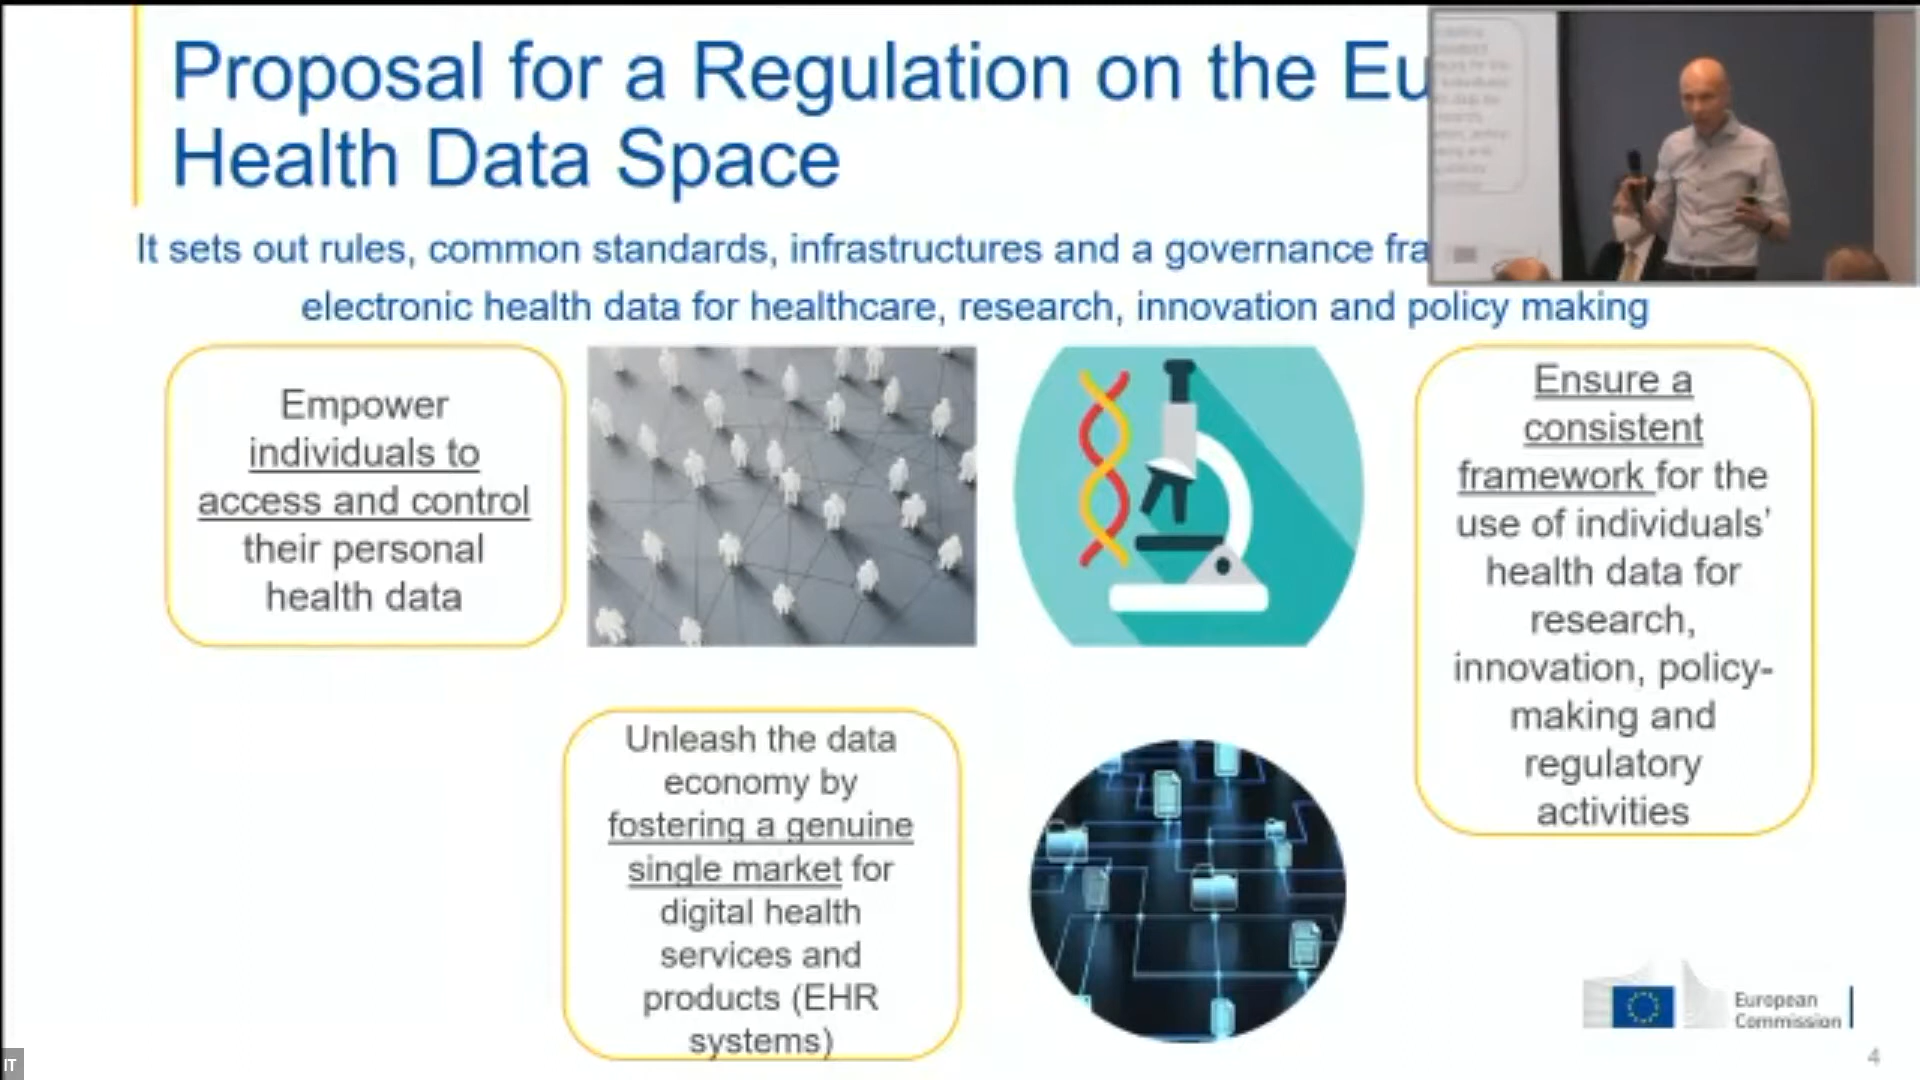 Proposal for a Regulation on the Eu
Health Data Space
It sets out rules, common standards, infrastructures and a governance fra
electronic health data for healthcare, research, innovation and policy making
Empower
individuals to
access and control
their personal
health data
Ensure a
consistent
framework for the
use of individuals’
health data for
research,
innovation, policy-
making and
regulatory
activities
Unleash the data
economy by
fostering a genuine
single market for
digital health
services and
products (EHR
systems)
European
Commission
4
IT